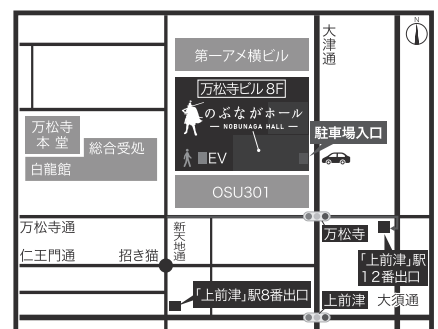 N
大津通
第一アメ横ビル
万松寺ビル 8F
のぶながホール
— NOBUNAGA HALL —
EV
駐車場入口
万松寺
本 堂
総合受処
白龍館
OSU301
万松寺通
新天地通
万松寺
仁王門通
招き猫
「上前津」駅
12番出口
「上前津」駅8番出口
上前津
大須通